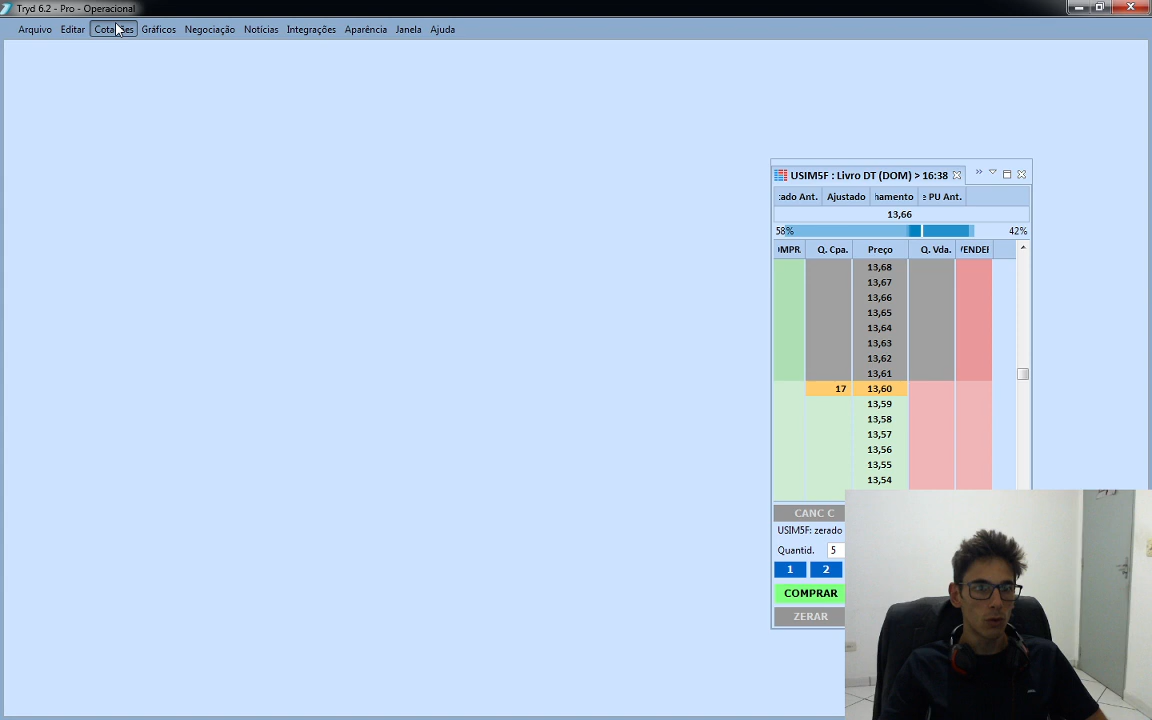 Tryd 6.2 - Pro - Operacional
Arquivo Editar Cotações Gráficos Negociação Notícias Integrações Aparência Janela Ajuda
USIM5F : Livro DT (DOM) > 16:38
:ado Ant. Ajustado hamento e PU Ant.
13,66
58% 42%
MPR Q. Cpa. Preço Q. Vda. ENDE
13,68
13,67
13,66
13,65
13,64
13,63
13,62
13,61
17 13,60
13,59
13,58
13,57
13,56
13,55
13,54
CANC C
USIM5F: zerado
Quantid. 5
1 2
COMPRAR
ZERAR